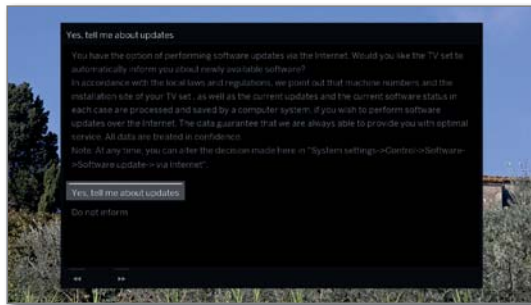 Yes, tell me about updates
You have the option of performing software updates via the Internet. Would you like the TV set to
automatically inform you about newly available software?
In accordance with the local laws and regulations, we point out that machine numbers and the
installation site of your TV set , as well as the current updates and the current software status in
each case are processed and saved by a computer system, if you wish to perform software
updates over the Internet. The data guarantee that we are always able to provide you with optimal
service. All data are treated in confidence.
Note: At any time, you can alter the decision made here in "System settings->Control->Software-
>Software update-> via Internet".
Yes, tell me about updates
Do not inform